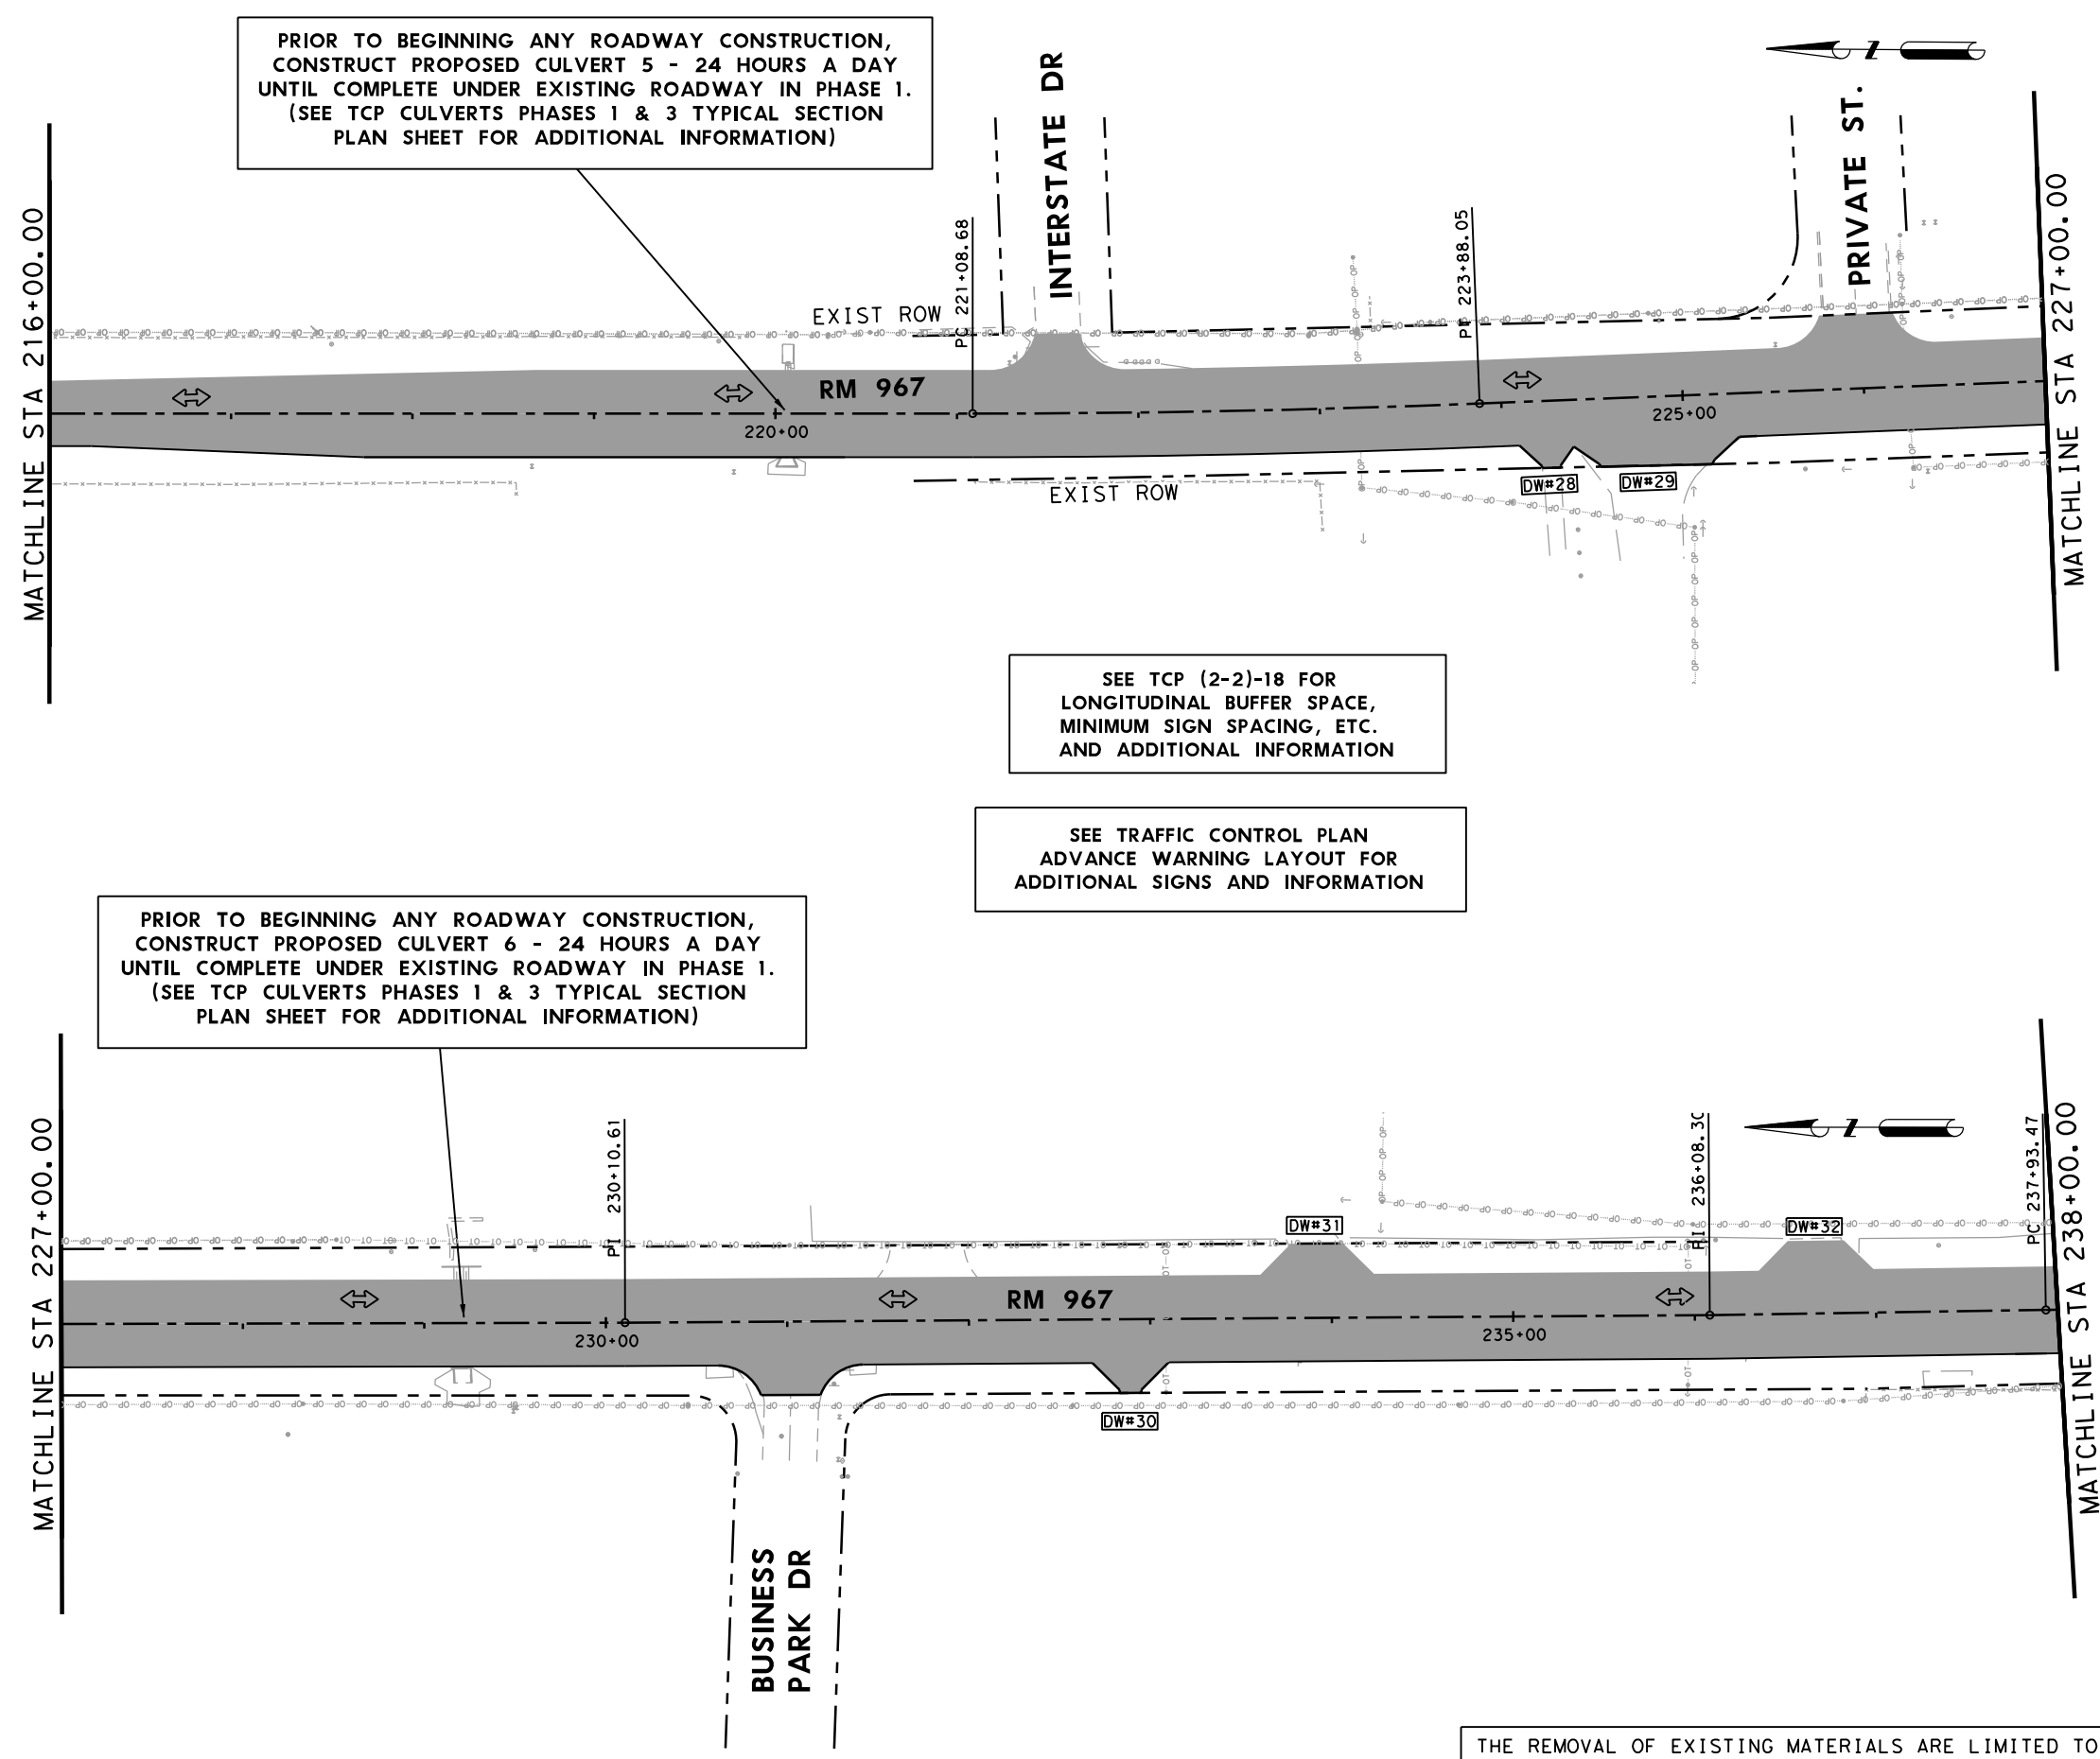 PRIOR TO BEGINNING ANY ROADWAY CONSTRUCTION,
CONSTRUCT PROPOSED CULVERT 5 - 24 HOURS A DAY
UNTIL COMPLETE UNDER EXISTING ROADWAY IN PHASE 1.
(SEE TCP CULVERTS PHASES 1 & 3 TYPICAL SECTION
PLAN SHEET FOR ADDITIONAL INFORMATION)
MATCHLINE STA 216+00.00
INTERSTATE DR
PRIVATE ST.
Z
MATCHLINE STA 227+00.00
PC 221+08.68
PI 223+88.05
EXIST ROW
RM 967
220+00
225+00
EXIST ROW
DW#28
DW#29
SEE TCP (2-2)-18 FOR
LONGITUDINAL BUFFER SPACE,
MINIMUM SIGN SPACING, ETC.
AND ADDITIONAL INFORMATION
SEE TRAFFIC CONTROL PLAN
ADVANCE WARNING LAYOUT FOR
ADDITIONAL SIGNS AND INFORMATION
PRIOR TO BEGINNING ANY ROADWAY CONSTRUCTION,
CONSTRUCT PROPOSED CULVERT 6 - 24 HOURS A DAY
UNTIL COMPLETE UNDER EXISTING ROADWAY IN PHASE 1.
(SEE TCP CULVERTS PHASES 1 & 3 TYPICAL SECTION
PLAN SHEET FOR ADDITIONAL INFORMATION)
MATCHLINE STA 227+00.00
PI 230+10.61
Z
PI 236+08.30
PC 237+93.47
MATCHLINE STA 238+00.00
DW#31
DW#32
RM 967
230+00
235+00
DW#30
BUSINESS
PARK DR
THE REMOVAL OF EXISTING MATERIALS ARE LIMITED TO